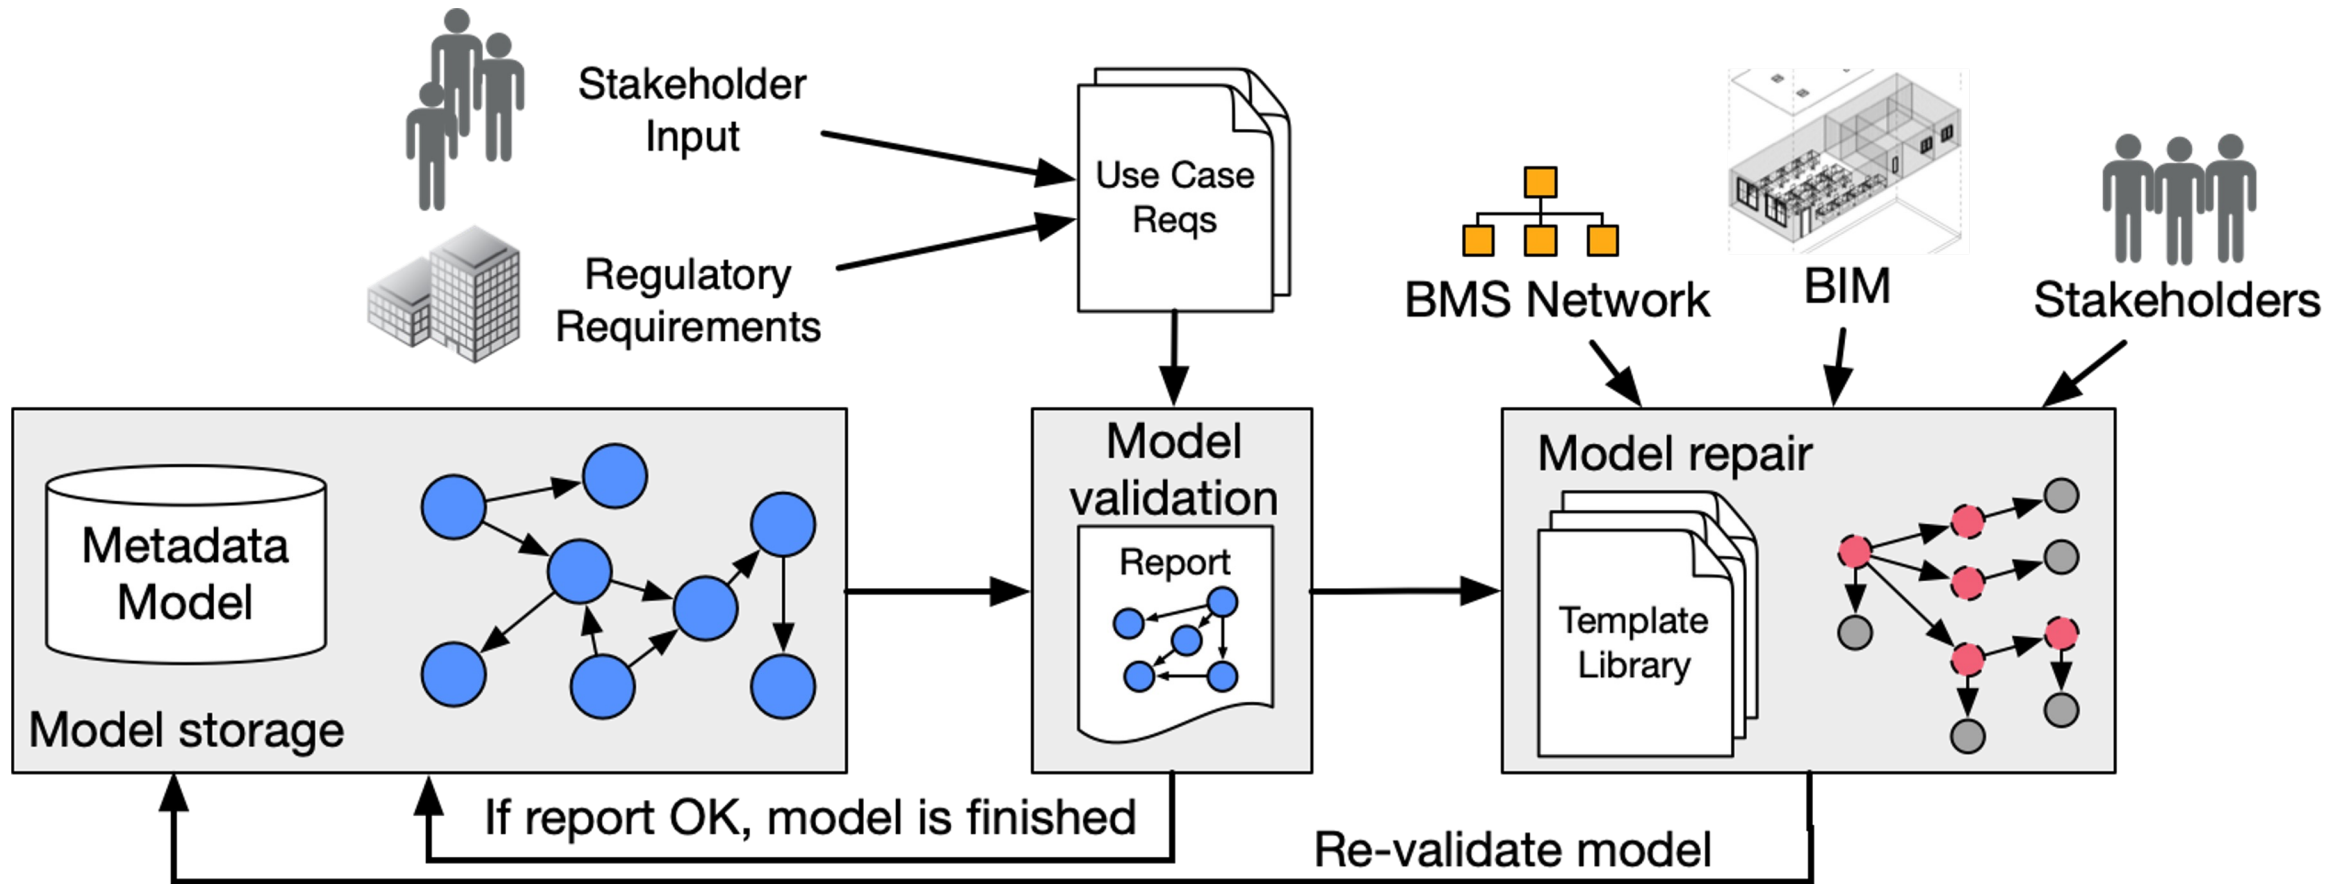 Stakeholder
Input
Regulatory
Requirements
Use Case
Reqs
BMS Network
BIM
Stakeholders
Metadata
Model
Model storage
Model
validation
Report
Model repair
Template
Library
If report OK, model is finished
Re-validate model